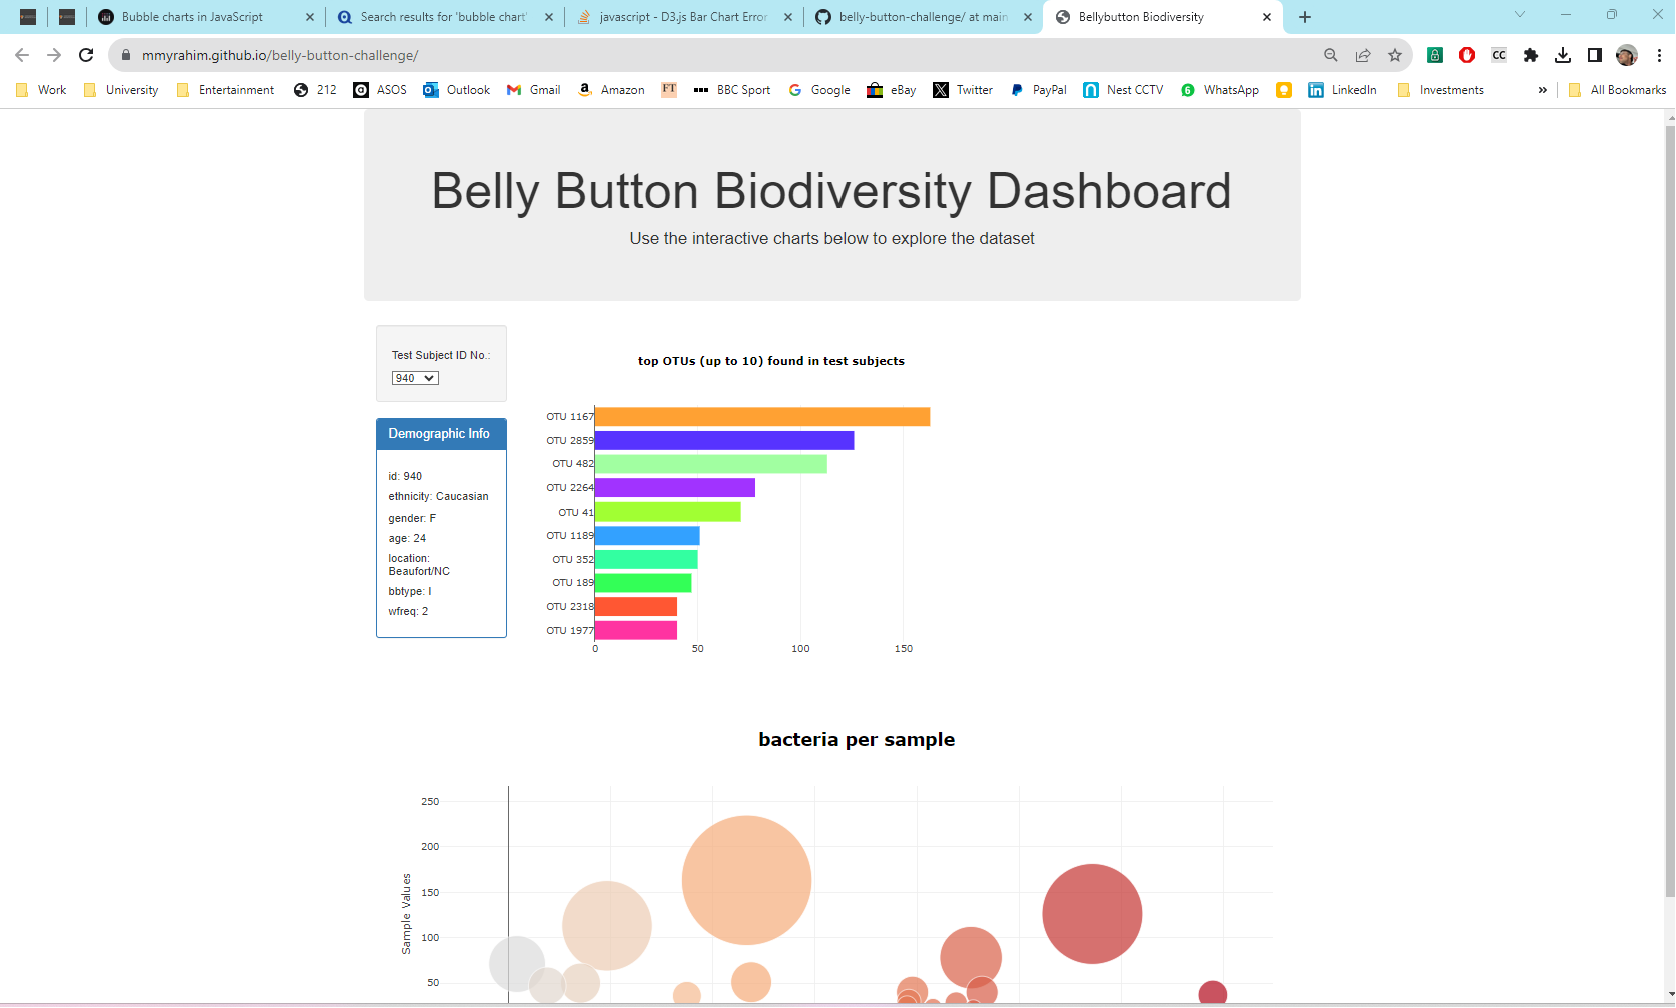 Bubble charts in JavaScript
Search results for 'bubble chart'
javascript - D3.js Bar Chart Error
belly-button-challenge/ at main
Bellybutton Biodiversity
mmyrahim.github.io/belly-button-challenge/
CC
Work University Entertainment 212 ASOS Outlook Gmail Amazon FT BBC Sport Google eBay Twitter PayPal Nest CCTV WhatsApp LinkedIn Investments » All Bookmarks
Belly Button Biodiversity Dashboard
Use the interactive charts below to explore the dataset
Test Subject ID No.:
940
Demographic Info
id: 940
ethnicity: Caucasian
gender: F
age: 24
location:
Beaufort/NC
bbtype: I
wfreq: 2
top OTUs (up to 10) found in test subjects
OTU 1167
OTU 2859
OTU 482
OTU 2264
OTU 41
OTU 1189
OTU 352
OTU 189
OTU 2318
OTU 1977
0 50 100 150
bacteria per sample
Sample Values
250
200
150
100
50